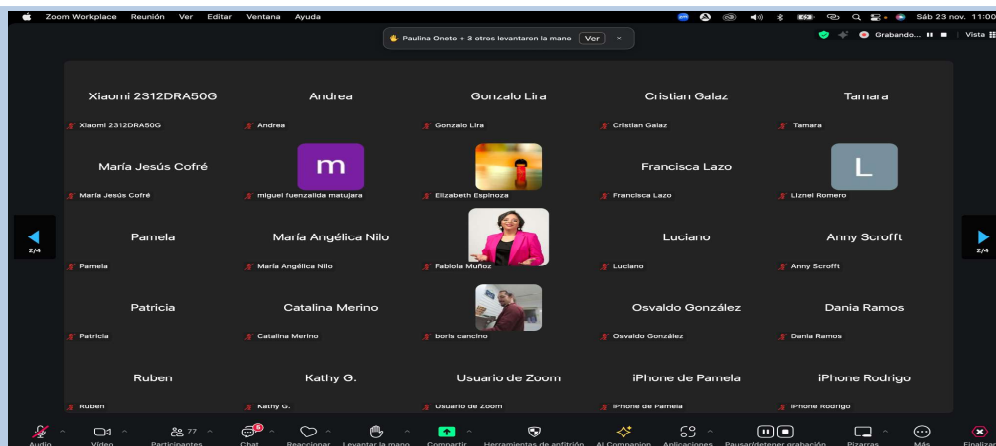 Zoom Workplace Reunión Ver Editar Ventana Ayuda Sáb 23 nov. 11:00
Paulina Onete + 3 otros levantaron la mano Ver
Grabando... Vista
Xiaomi 2312DRA50G Andrea Gonzalo Lira Cristian Galaz Tamara
Xiaomi 2312DRA50G Andrea Gonzalo Lira Cristian Galaz Tamara
María Jesús Cofré m Francisca Lazo L
María Jesús Cofré miguel fuenzalida matujara Elizabeth Espinoza Francisca Lazo Liznel Romero
Pamela María Angélica Nilo Luciano Anny Scrofft
2/4 2/4
Pamela María Angélica Nilo Fabiola Muñoz Luciano Anny Scrofft
Patricia Catalina Merino Osvaldo González Dania Ramos
Patricia Catalina Merino boris cancino Osvaldo González Dania Ramos
Ruben Kathy G. Usuario de Zoom iPhone de Pamela iPhone Rodrigo
Ruben Kathy G. Usuario de Zoom iPhone de Pamela iPhone Rodrigo
77
Audio Vídeo Participantes Chat Reaccionar Levantar la mano Compartir Herramientas de anfitrión AI Companion Aplicaciones Pausar/detener grabación Pizarras Más Finalizar